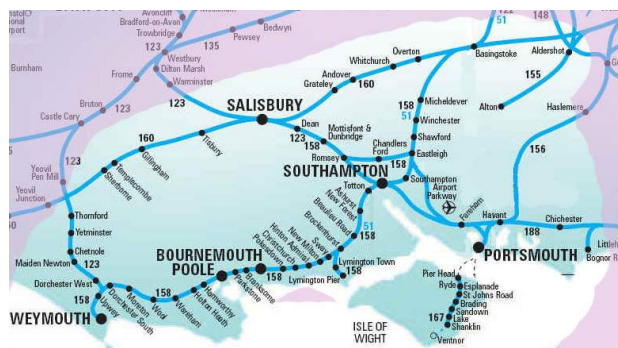 Avoncliff
Bradford-on-Avon
Trowbridge
123
135
Bedwyn
Pewsey
Westbury
Dilton Marsh
Warminster
Frome
Burnham
Bruton
123
Castle Cary
123
Yeovil
Pen Mill
Yeovil
Junction
Sherborne
Templecombe
Gillingham
160
Tisbury
SALISBURY
Grateley
Andover
160
Whitchurch
Overton
Basingstoke
51
148
Aldershot
155
Alton
Haslemere
156
158
51
Micheldever
Winchester
Shawford
Eastleigh
Dean
123
158
Mottisfont &
Dunbridge
Romsey
Chandlers
Ford
158
SOUTHAMPTON
Southampton
Airport
Parkway
Totton
Ashurst
New Forest
Beaulieu Road
Brockenhurst
51
158
Sway
New Milton
Hinton Admiral
Christchurch
Pokesdown
Lymington Town
158
Lymington Pier
158
BOURNEMOUTH
POOLE
Branksome
Parkstone
Hamworthy
Holton Heath
Wareham
158
Wool
Moreton
Dorchester South
Upwey
158
WEYMOUTH
Dorchester West
123
Maiden Newton
Chetnole
Yetminster
Thornford
Fareham
Havant
188
Chichester
Bognor R
PORTSMOUTH
Pier Head
Ryde
Esplanade
St Johns Road
Brading
Sandown
167
Lake
Shanklin
Ventnor
ISLE OF
WIGHT